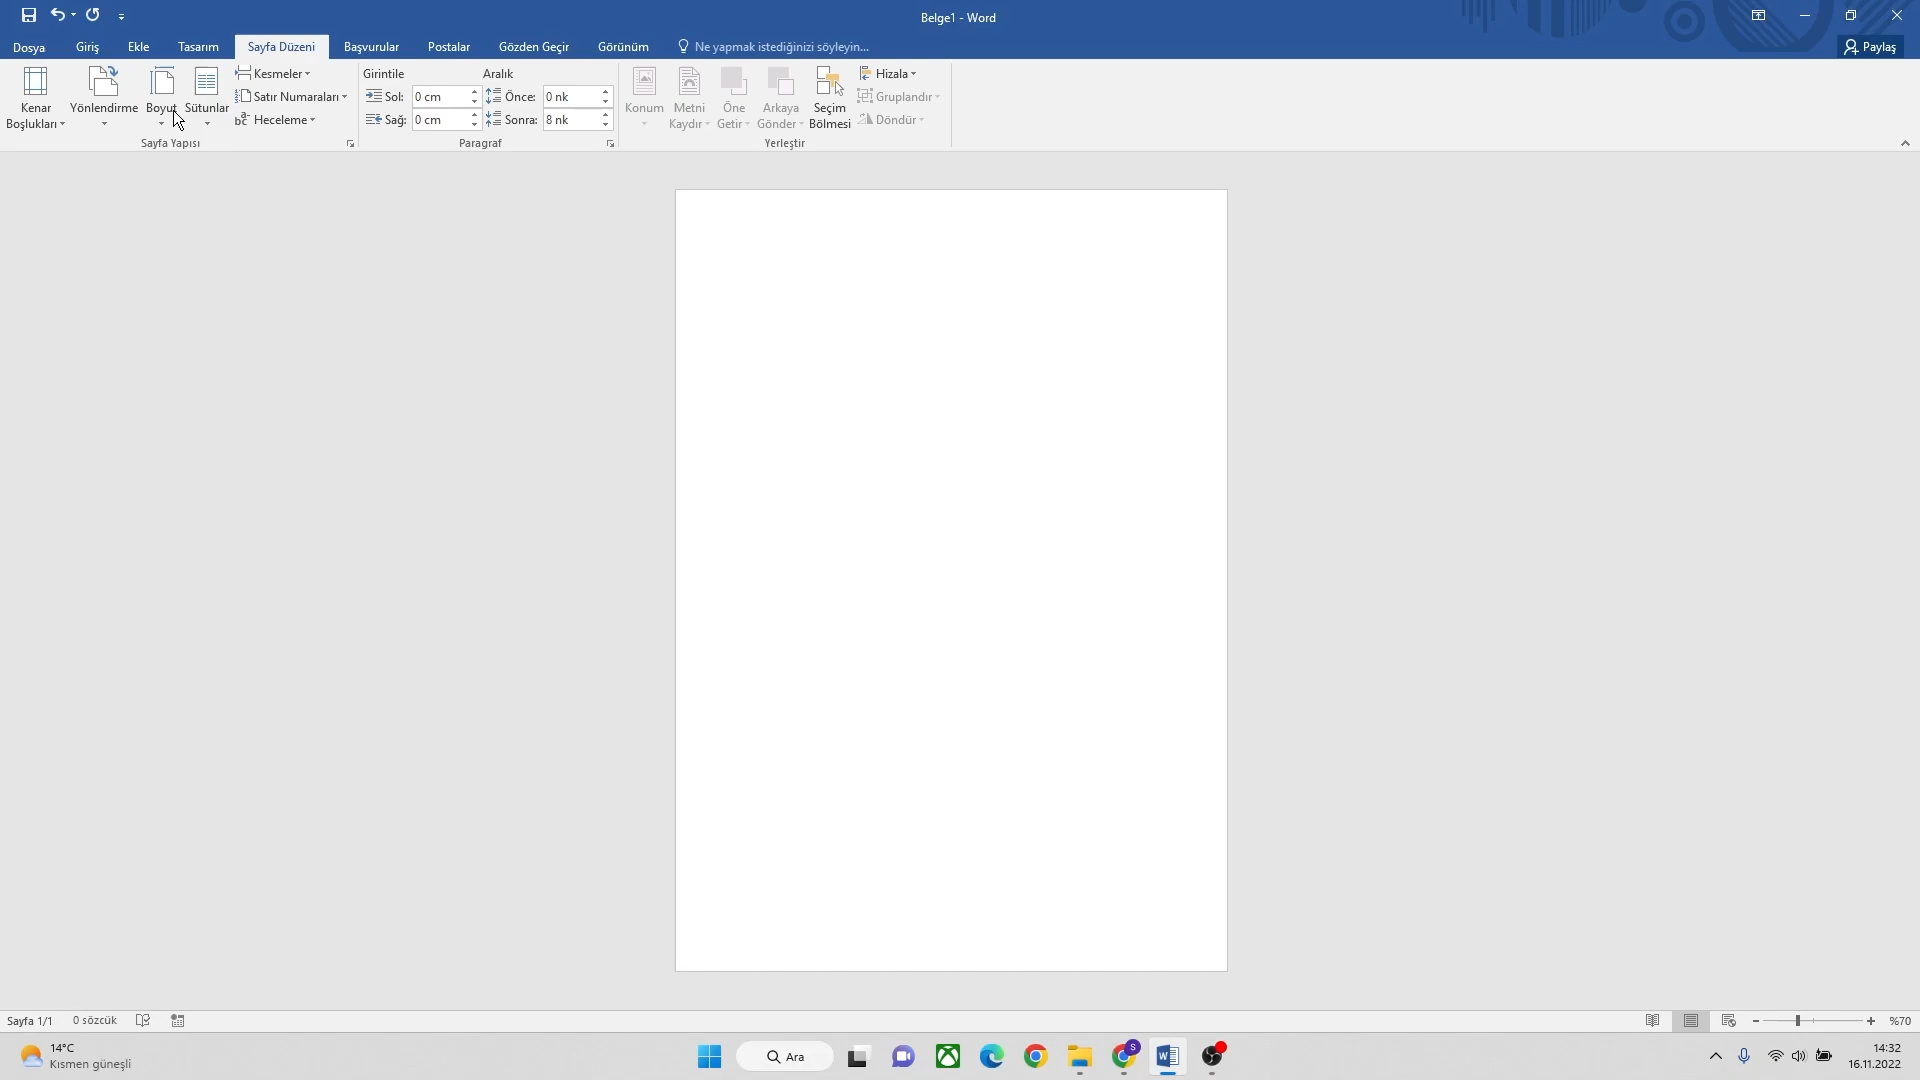 Belge1 - Word
Dosya Giriş Ekle Tasarım Sayfa Düzeni Başvurular Postalar Gözden Geçir Görünüm Ne yapmak istediğinizi söyleyin... Paylaş
Kenar Boşlukları
Yönlendirme
Boyut
Sütunlar
Kesmeler
Satır Numaraları
Heceleme
Sayfa Yapısı
Girintile
Sol: 0 cm
Sağ: 0 cm
Aralık
Önce: 0 nk
Sonra: 8 nk
Paragraf
Konum
Metni Kaydır
Öne Getir
Arkaya Gönder
Seçim Bölmesi
Hizala
Gruplandır
Döndür
Yerleştir
Sayfa 1/1 0 sözcük %70
14°C
Kısmen güneşli
Ara
S
14:32
16.11.2022